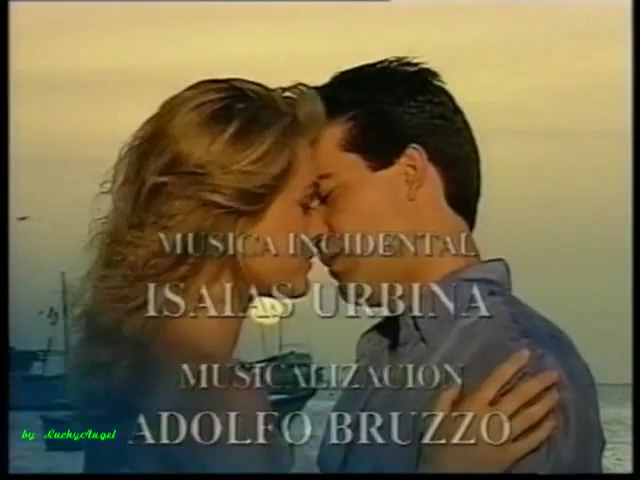 MUSICA INCIDENTAL
ISAIAS URBINA
MUSICALIZACION
ADOLFO BRUZZO
by LuckyAngel